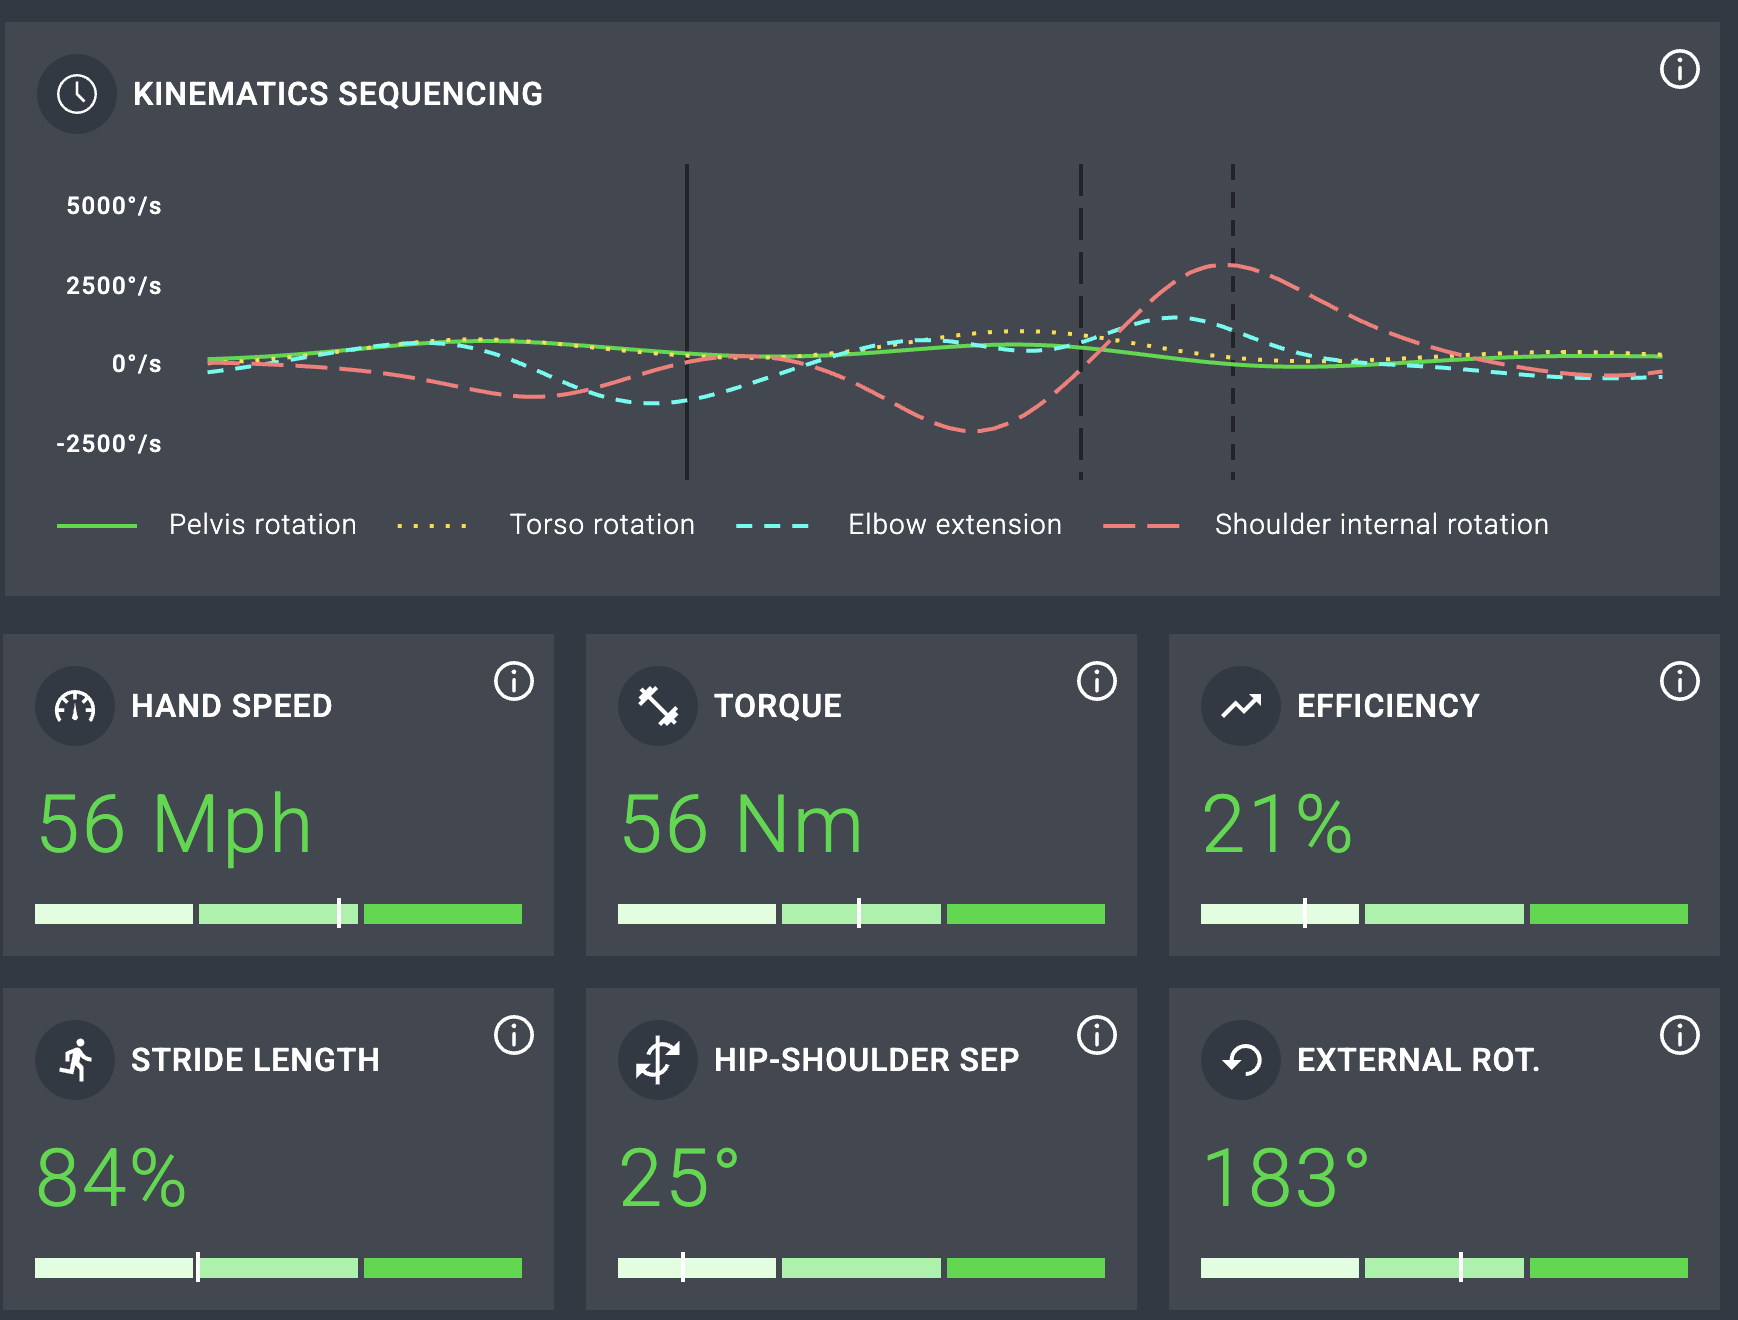 KINEMATICS SEQUENCING
5000°/s
2500°/s
0°/s
-2500°/s
Pelvis rotation Torso rotation Elbow extension Shoulder internal rotation
HAND SPEED
56 Mph
TORQUE
56 Nm
EFFICIENCY
21%
STRIDE LENGTH
84%
HIP-SHOULDER SEP
25°
EXTERNAL ROT.
183°